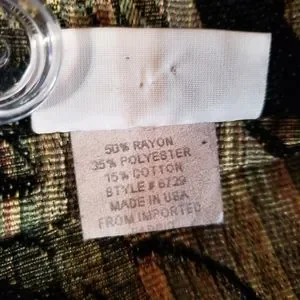 50% RAYON
35% POLYESTER
15% COTTON
STYLE # 6729
MADE IN USA
FROM IMPORTED